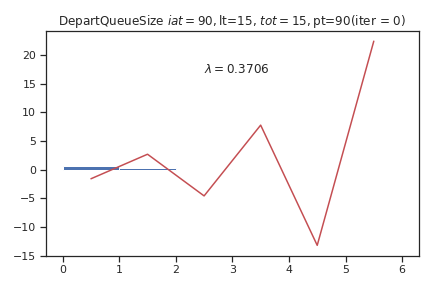 DepartQueueSize iat = 90,lt=15, tot = 15,pt=90(iter = 0)
λ = 0.3706
20
15
10
5
0
−5
−10
−15
0 1 2 3 4 5 6